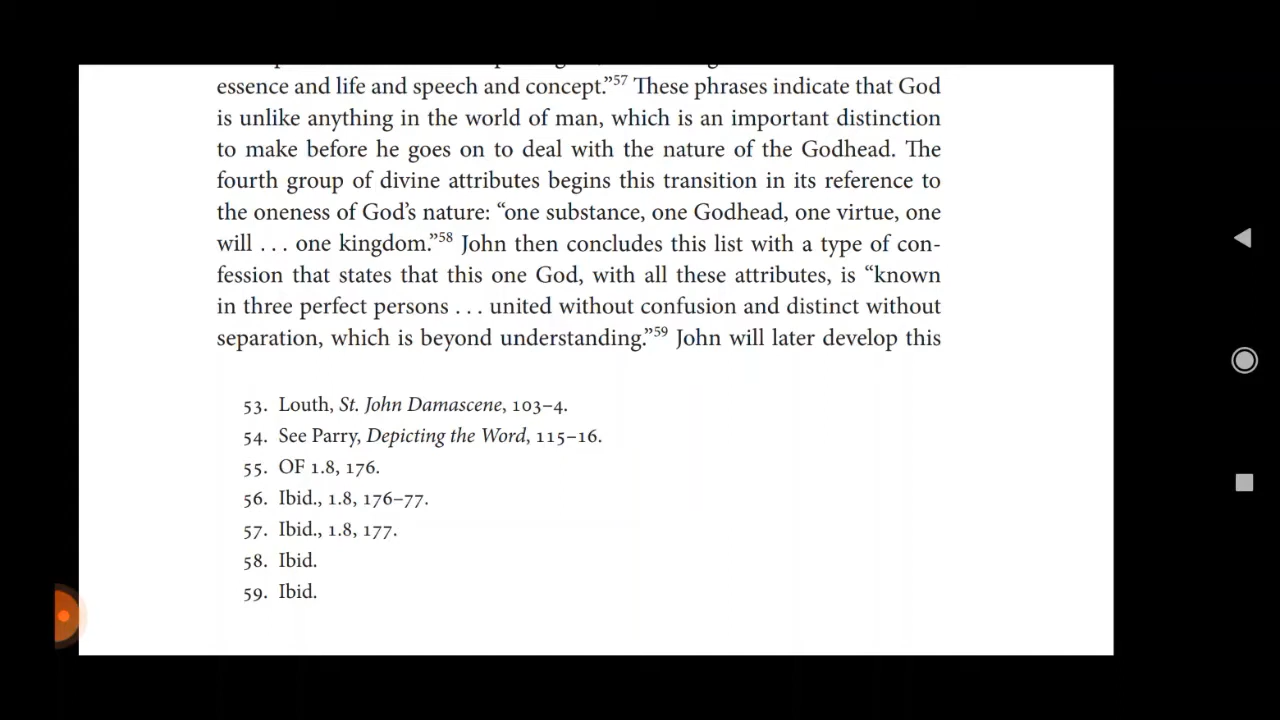 essence and life and speech and concept.”57 These phrases indicate that God
is unlike anything in the world of man, which is an important distinction
to make before he goes on to deal with the nature of the Godhead. The
fourth group of divine attributes begins this transition in its reference to
the oneness of God’s nature: “one substance, one Godhead, one virtue, one
will . . . one kingdom.”58 John then concludes this list with a type of con-
fession that states that this one God, with all these attributes, is “known
in three perfect persons . . . united without confusion and distinct without
separation, which is beyond understanding.”59 John will later develop this
53. Louth, St. John Damascene, 103–4.
54. See Parry, Depicting the Word, 115–16.
55. OF 1.8, 176.
56. Ibid., 1.8, 176–77.
57. Ibid., 1.8, 177.
58. Ibid.
59. Ibid.